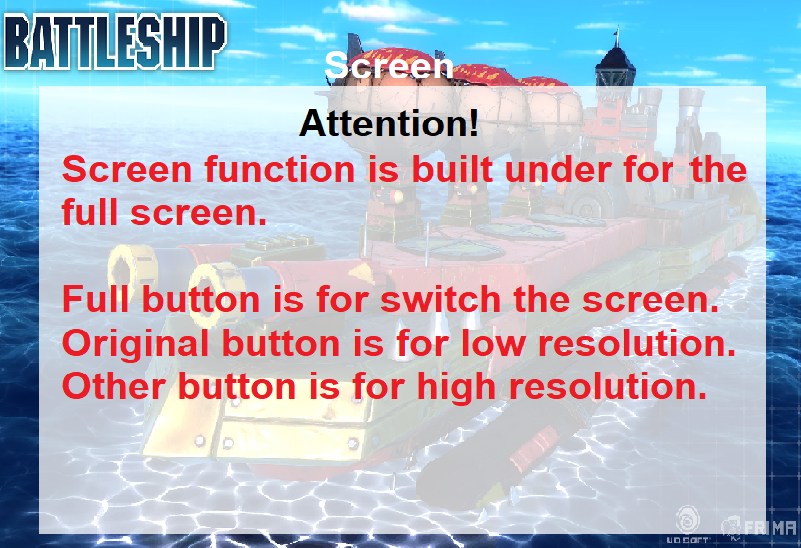 BATTLESHIP
Screen
Attention!
Screen function is built under for the
full screen.
Full button is for switch the screen.
Original button is for low resolution.
Other button is for high resolution.
UBISOFT
FRIMA